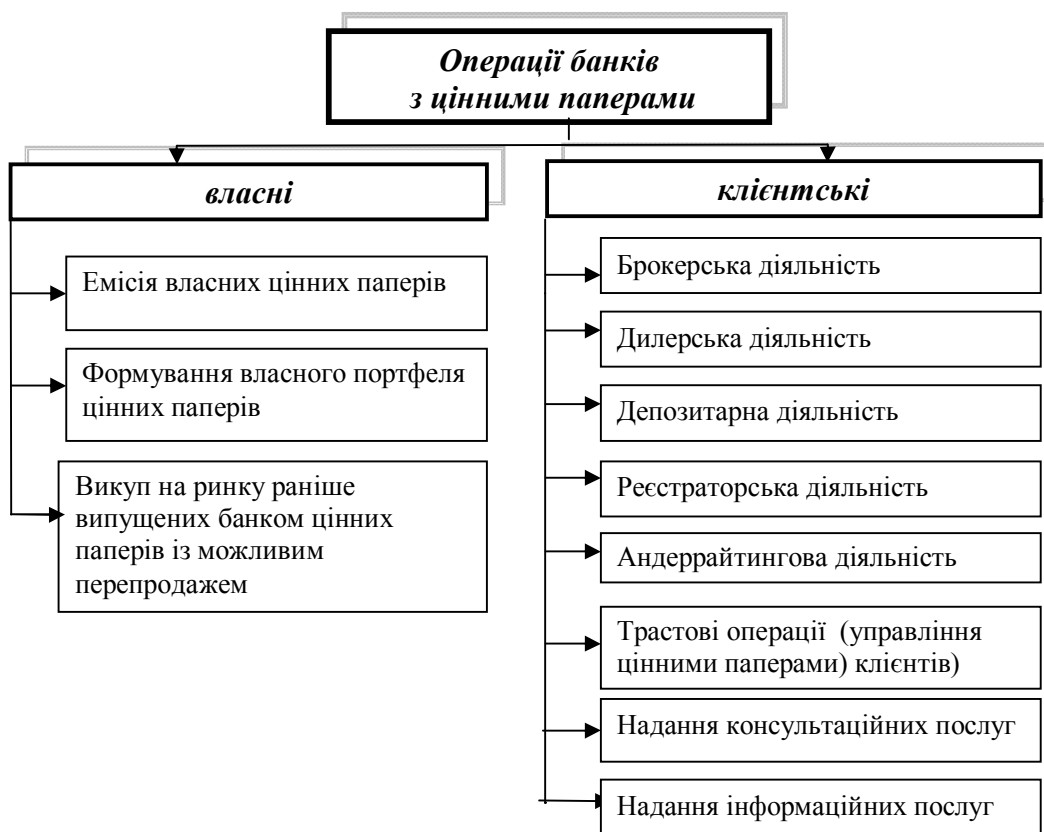 Операції банків
з цінними паперами
власні
клієнтські
Емісія власних цінних паперів
Формування власного портфеля
цінних паперів
Викуп на ринку раніше
випущених банком цінних
паперів із можливим
перепродажем
Брокерська діяльність
Дилерська діяльність
Депозитарна діяльність
Реєстраторська діяльність
Андеррайтингова діяльність
Трастові операції (управління
цінними паперами) клієнтів)
Надання консультаційних послуг
Надання інформаційних послуг